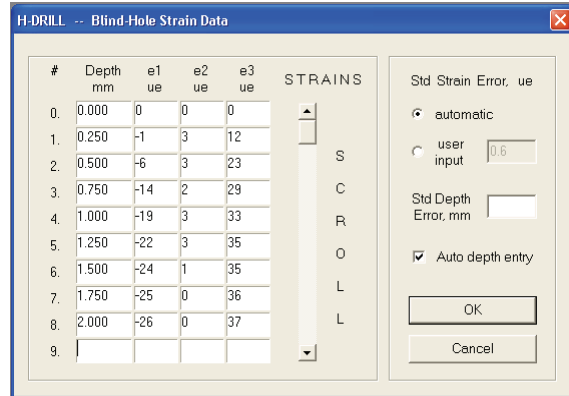 H-DRILL -- Blind-Hole Strain Data
# Depth mm e1 ue e2 ue e3 ue STRAINS
0. 0.000 0 0 0
1. 0.250 -1 3 12
2. 0.500 -6 3 23
3. 0.750 -14 2 29
4. 1.000 -19 3 33
5. 1.250 -22 3 35
6. 1.500 -24 1 35
7. 1.750 -25 0 36
8. 2.000 -26 0 37
9.
SCROLL
Std Strain Error, ue
automatic
user input 0.6
Std Depth
Error, mm
Auto depth entry
OK
Cancel